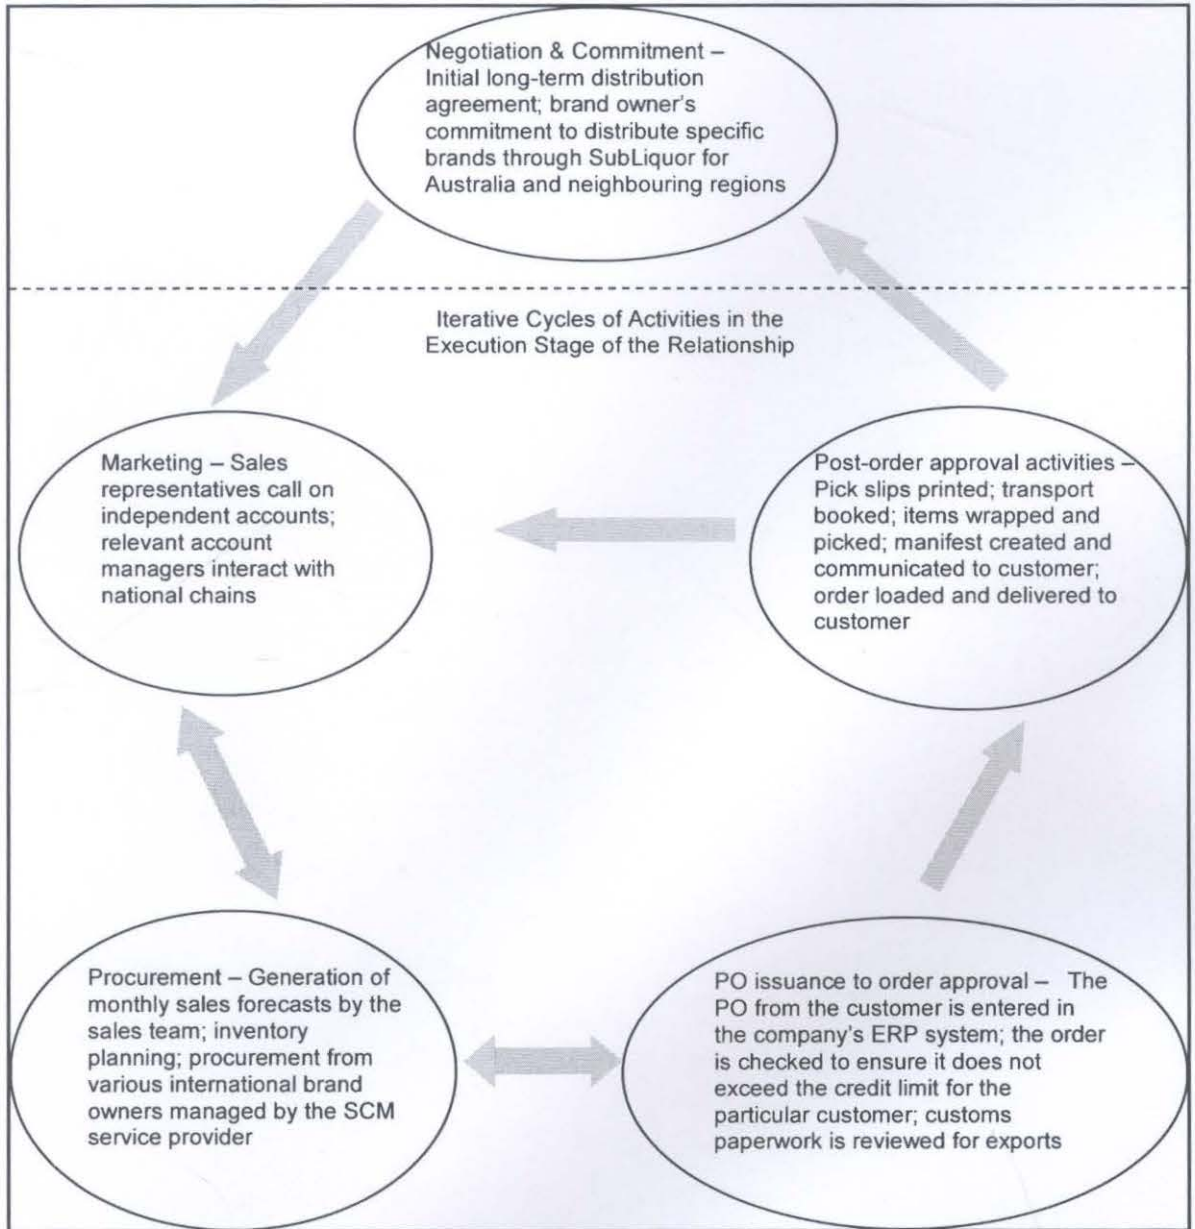 Negotiation & Commitment –
Initial long-term distribution
agreement; brand owner's
commitment to distribute specific
brands through SubLiquor for
Australia and neighbouring regions
Iterative Cycles of Activities in the
Execution Stage of the Relationship
Marketing – Sales
representatives call on
independent accounts;
relevant account
managers interact with
national chains
Post-order approval activities –
Pick slips printed; transport
booked; items wrapped and
picked; manifest created and
communicated to customer;
order loaded and delivered to
customer
Procurement – Generation of
monthly sales forecasts by the
sales team; inventory
planning; procurement from
various international brand
owners managed by the SCM
service provider
PO issuance to order approval – The
PO from the customer is entered in
the company's ERP system; the order
is checked to ensure it does not
exceed the credit limit for the
particular customer; customs
paperwork is reviewed for exports